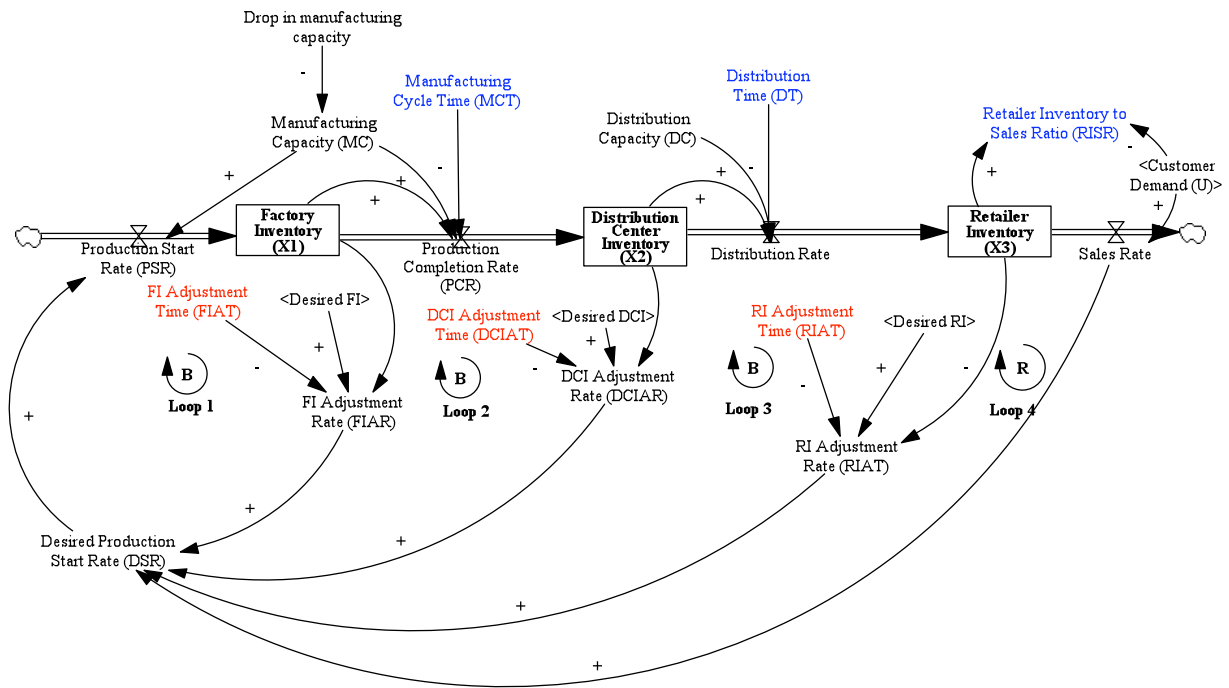 Drop in manufacturing
capacity
-
Manufacturing
Cycle Time (MCT)
Distribution
Time (DT)
Retailer Inventory to
Sales Ratio (RISR)
Manufacturing
Capacity (MC)
Distribution
Capacity (DC)
<Customer
Demand (U)>
+
-
+
+
+
+
-
+
-
+
Factory
Inventory
(X1)
Distribution
Center
Inventory
(X2)
Retailer
Inventory
(X3)
Production Start
Rate (PSR)
Production
Completion Rate
(PCR)
Distribution Rate
Sales Rate
FI Adjustment
Time (FIAT)
<Desired FI>
DCI Adjustment
Time (DCIAT)
<Desired DCI>
RI Adjustment
Time (RIAT)
<Desired RI>
-
+
-
+
-
+
-
B
Loop 1
B
Loop 2
B
Loop 3
R
Loop 4
FI Adjustment
Rate (FIAR)
DCI Adjustment
Rate (DCIAR)
RI Adjustment
Rate (RIAT)
+
+
+
Desired Production
Start Rate (DSR)
+
+